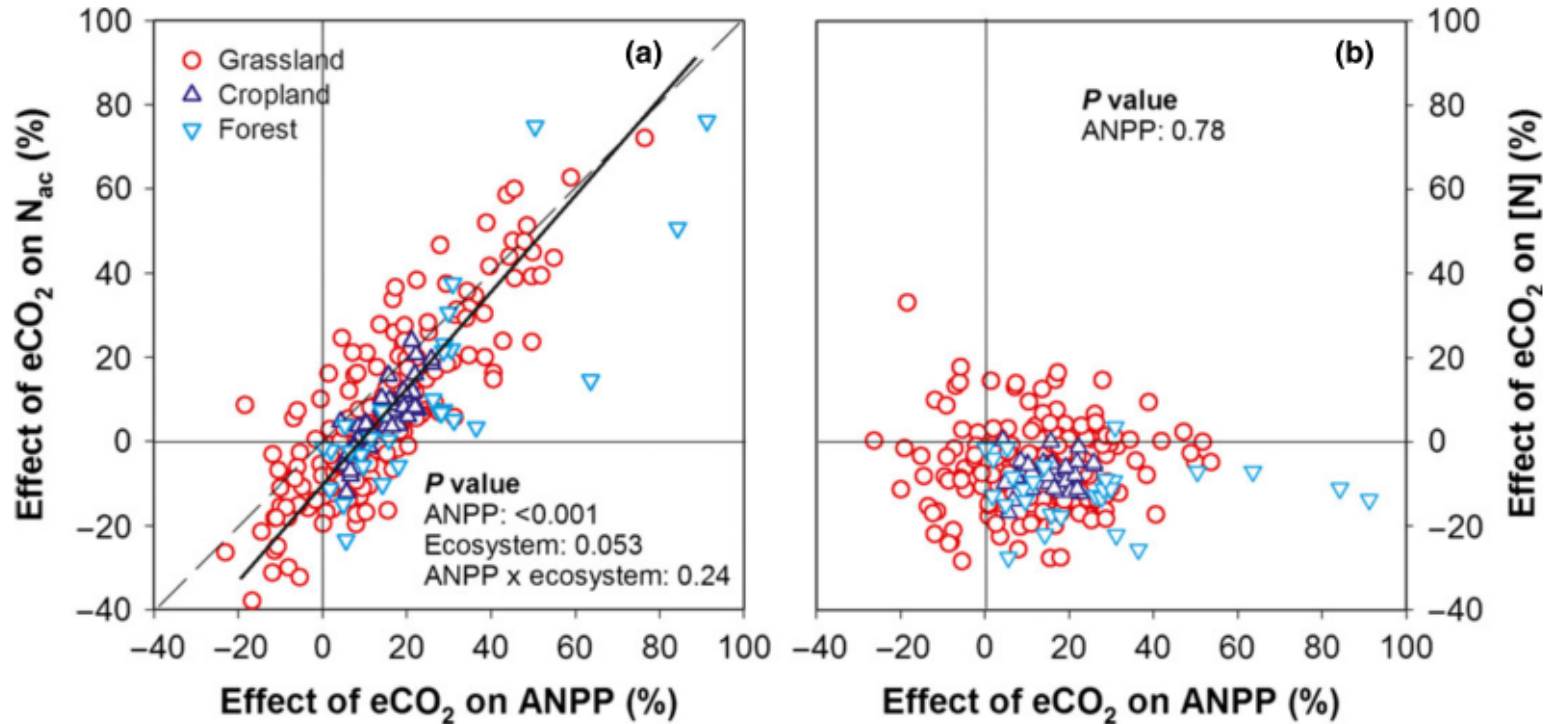 (a)
Grassland
Cropland
Forest
P value
ANPP: <0.001
Ecosystem: 0.053
ANPP x ecosystem: 0.24
100
80
60
40
20
0
–20
–40
–40 –20 0 20 40 60 80 100
Effect of eCO₂ on Nac (%)
Effect of eCO₂ on ANPP (%)
(b)
P value
ANPP: 0.78
100
80
60
40
20
0
–20
–40
–40 –20 0 20 40 60 80 100
Effect of eCO₂ on [N] (%)
Effect of eCO₂ on ANPP (%)